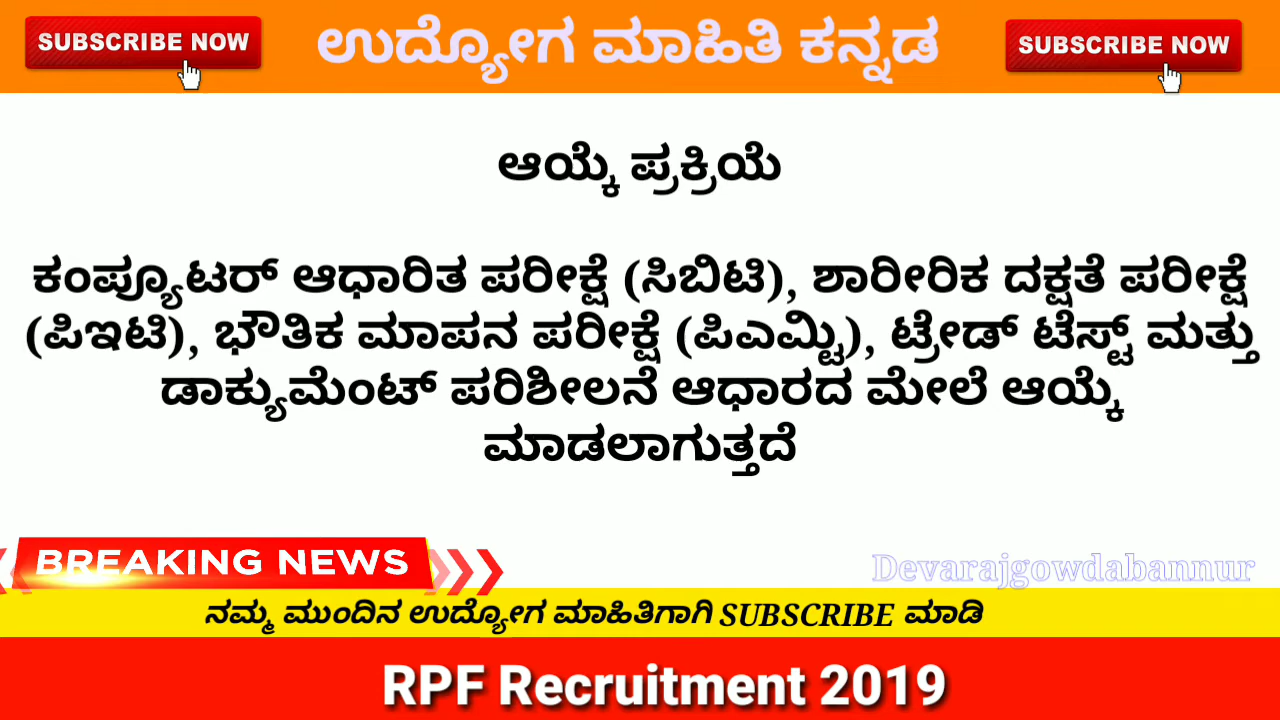 SUBSCRIBE NOW
ಉದ್ಯೋಗ ಮಾಹಿತಿ ಕನ್ನಡ
SUBSCRIBE NOW
ಆಯ್ಕೆ ಪ್ರಕ್ರಿಯೆ
ಕಂಪ್ಯೂಟರ್ ಆಧಾರಿತ ಪರೀಕ್ಷೆ (ಸಿಬಿಟಿ), ಶಾರೀರಿಕ ದಕ್ಷತೆ ಪರೀಕ್ಷೆ
(ಪಿಇಟಿ), ಭೌತಿಕ ಮಾಪನ ಪರೀಕ್ಷೆ (ಪಿಎಮ್ಟಿ), ಟ್ರೇಡ್ ಟೆಸ್ಟ್ ಮತ್ತು
ಡಾಕ್ಯುಮೆಂಟ್ ಪರಿಶೀಲನೆ ಆಧಾರದ ಮೇಲೆ ಆಯ್ಕೆ
ಮಾಡಲಾಗುತ್ತದೆ
BREAKING NEWS
Devarajgowdabannur
ನಮ್ಮ ಮುಂದಿನ ಉದ್ಯೋಗ ಮಾಹಿತಿಗಾಗಿ SUBSCRIBE ಮಾಡಿ
RPF Recruitment 2019